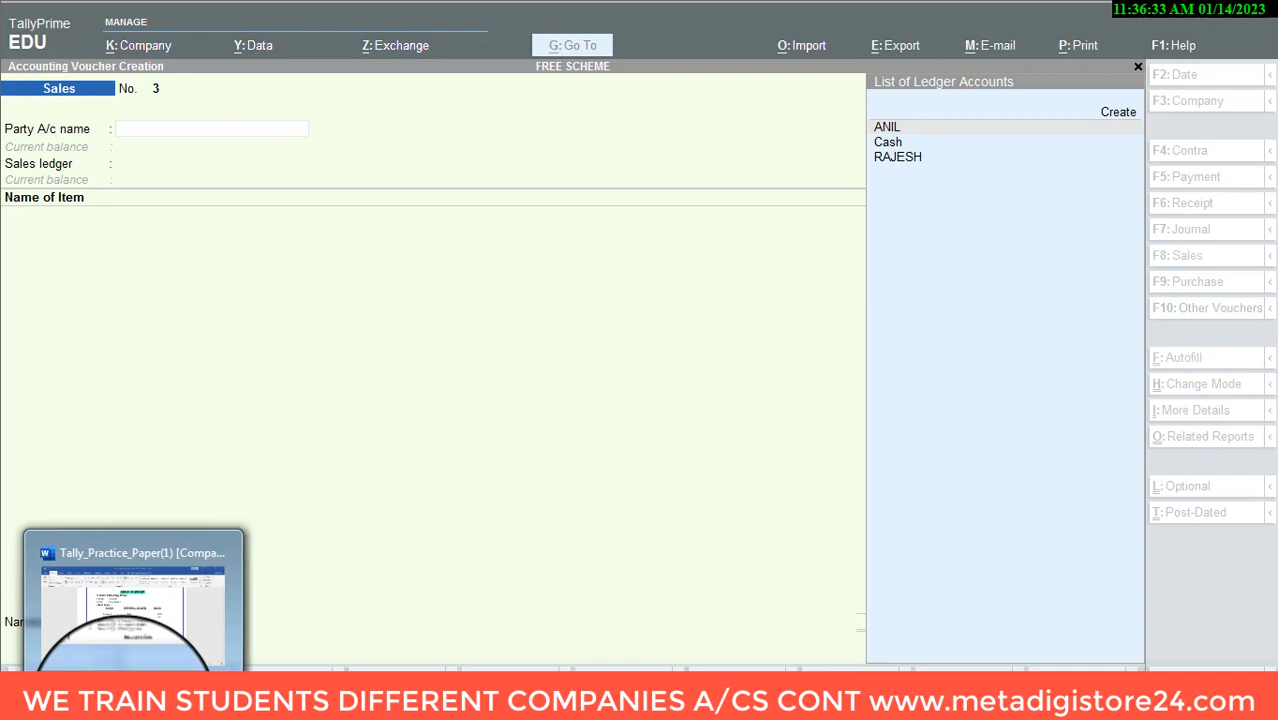 11:36:33 AM 01/14/2023
TallyPrime
EDU
MANAGE
K: Company
Y: Data
Z: Exchange
G: Go To
O: Import
E: Export
M: E-mail
P: Print
F1: Help
Accounting Voucher Creation
FREE SCHEME
Sales No. 3
Party A/c name :
Current balance :
Sales ledger :
Current balance :
Name of Item
List of Ledger Accounts
Create
ANIL
Cash
RAJESH
F2: Date
F3: Company
F4: Contra
F5: Payment
F6: Receipt
F7: Journal
F8: Sales
F9: Purchase
F10: Other Vouchers
F: Autofill
H: Change Mode
I: More Details
O: Related Reports
L: Optional
T: Post-Dated
Tally_Practice_Paper(1) [Compa...
WE TRAIN STUDENTS DIFFERENT COMPANIES A/CS CONT www.metadigistore24.com